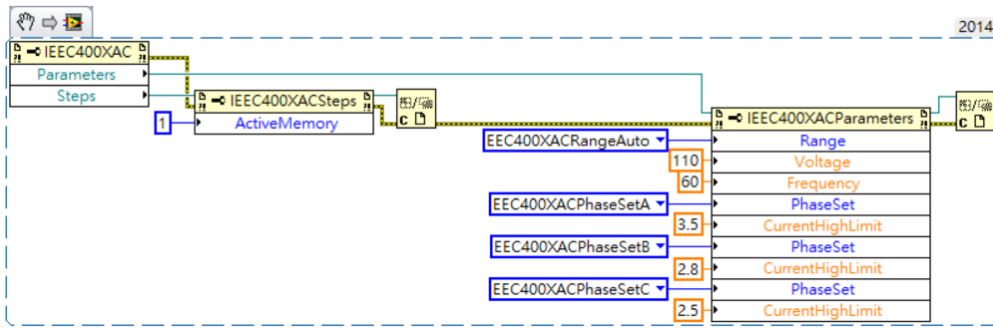 2014
IEEC400XAC
Parameters
Steps
IEEC400XACSteps
1
ActiveMemory
C
IEEC400XACParameters
C
EEC400XACRangeAuto
Range
110
Voltage
60
Frequency
EEC400XACPhaseSetA
PhaseSet
3.5
CurrentHighLimit
EEC400XACPhaseSetB
PhaseSet
2.8
CurrentHighLimit
EEC400XACPhaseSetC
PhaseSet
2.5
CurrentHighLimit